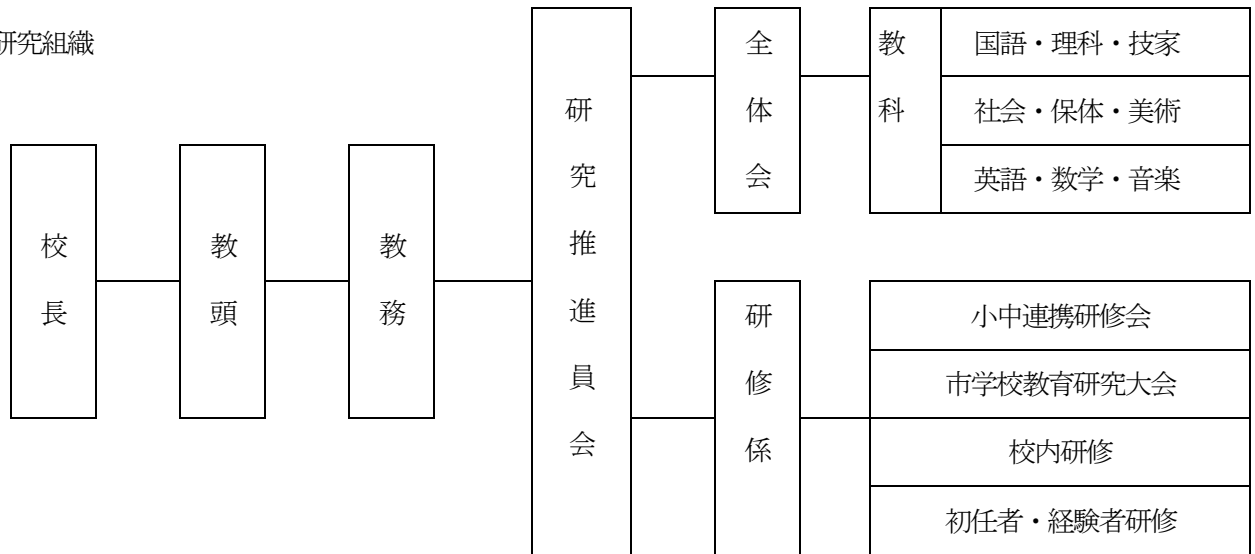 研究組織
校長
教頭
教務
研究推進員会
全体会
教科
国語・理科・技家
社会・保体・美術
英語・数学・音楽
研修係
小中連携研修会
市学校教育研究大会
校内研修
初任者・経験者研修